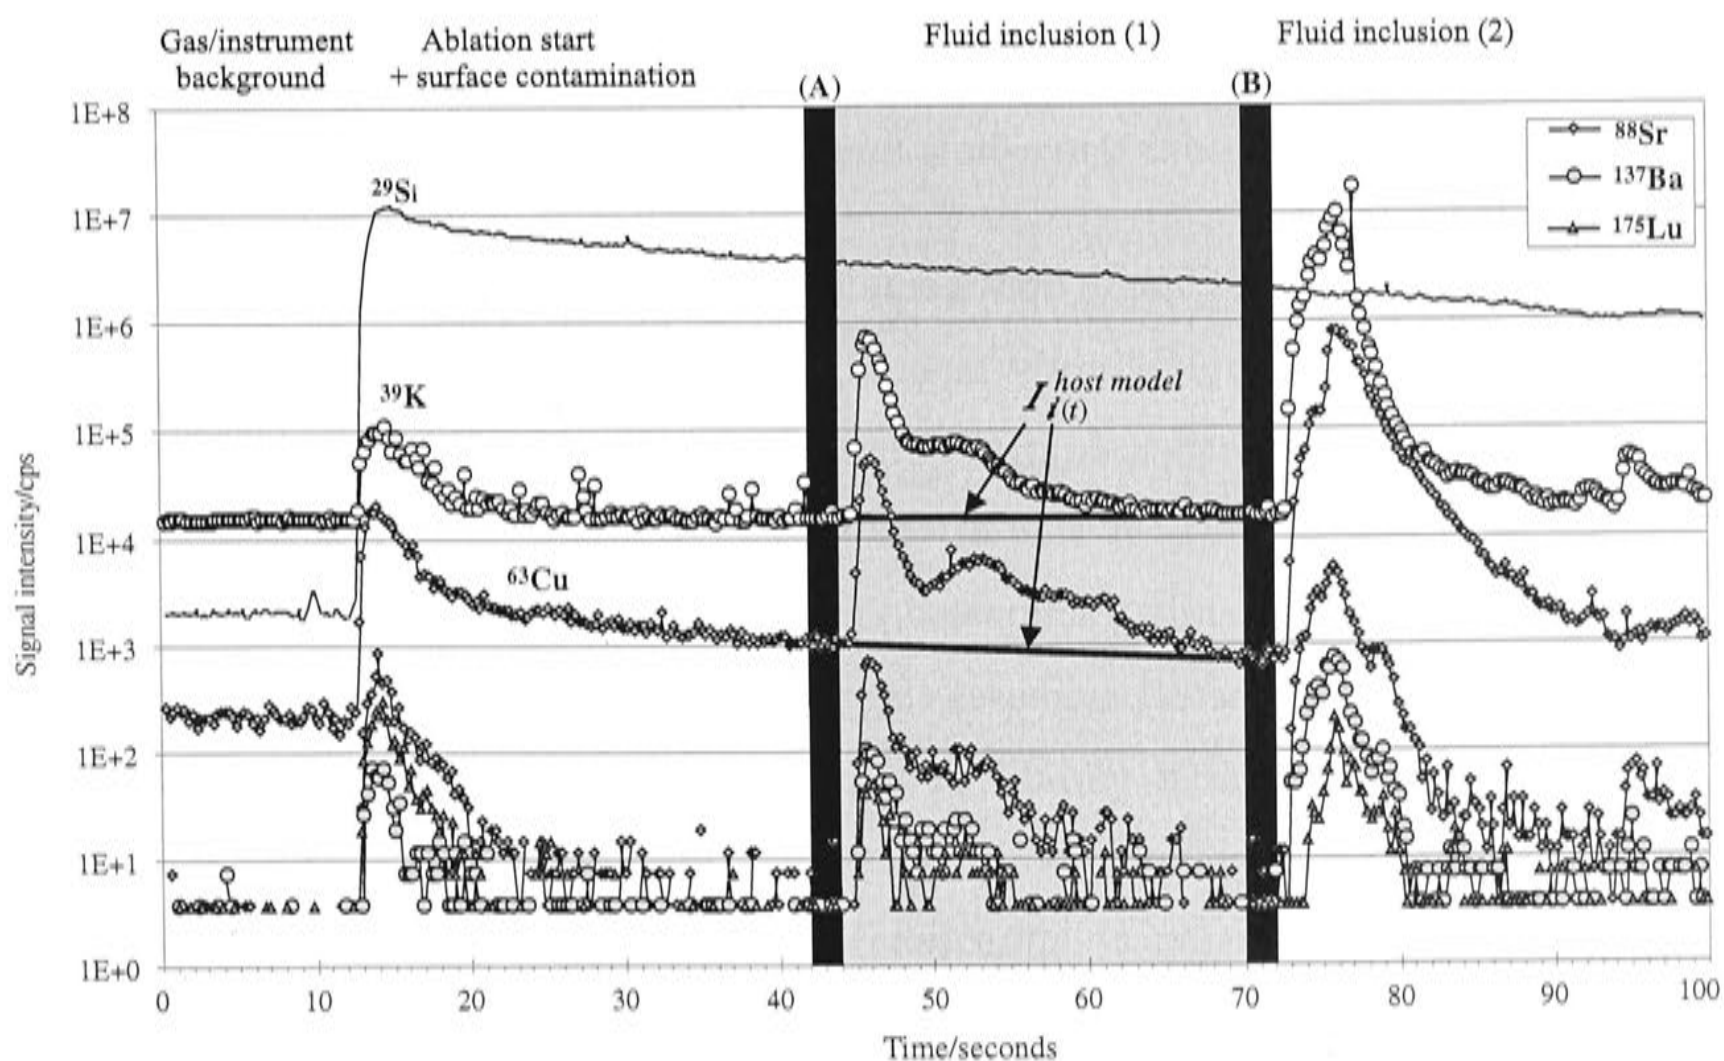 Gas/instrument
background
Ablation start
+ surface contamination
Fluid inclusion (1)
Fluid inclusion (2)
(A)
(B)
1E+8
1E+7
1E+6
1E+5
1E+4
1E+3
1E+2
1E+1
1E+0
Signal intensity/cps
²⁹Si
³⁹K
⁶³Cu
I i(t) host model
⁸⁸Sr
¹³⁷Ba
¹⁷⁵Lu
0 10 20 30 40 50 60 70 80 90 100
Time/seconds